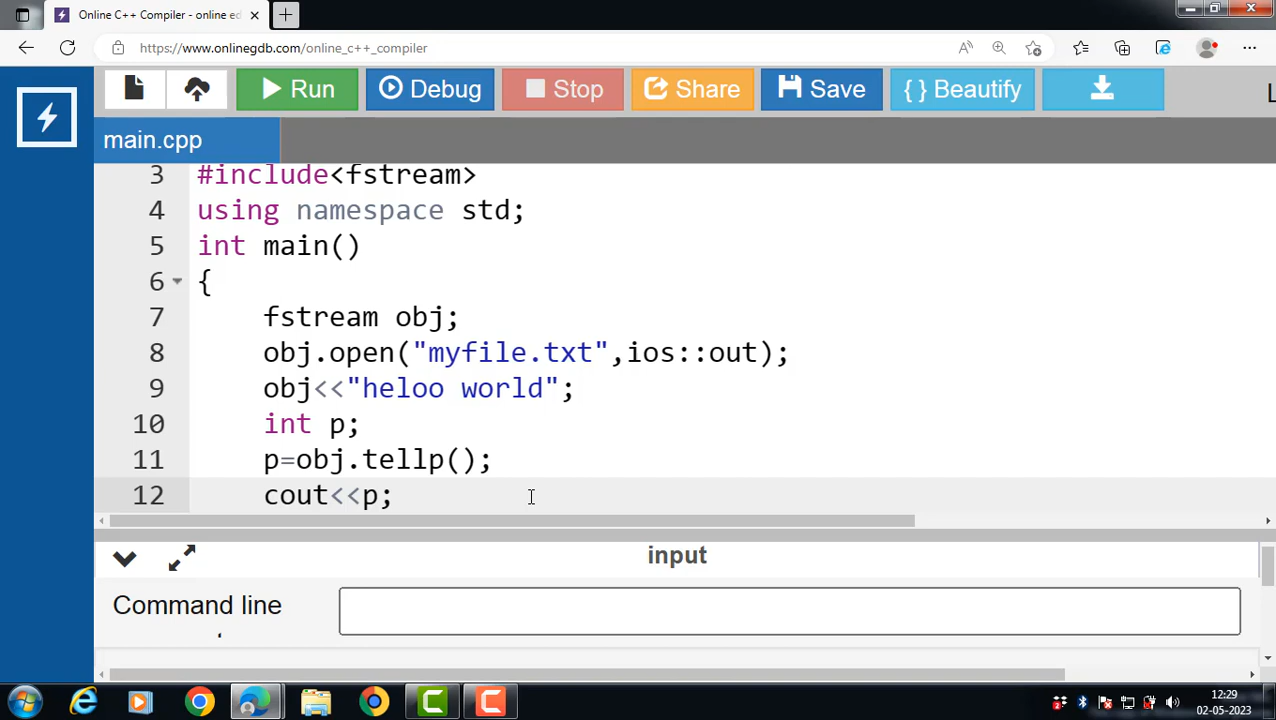 Online C++ Compiler - online ed
https://www.onlinegdb.com/online_c++_compiler
Run
Debug
Stop
Share
Save
{ } Beautify
main.cpp
3 #include<fstream>
4 using namespace std;
5 int main()
6 {
7 fstream obj;
8 obj.open("myfile.txt",ios::out);
9 obj<<"heloo world";
10 int p;
11 p=obj.tellp();
12 cout<<p;
input
Command line
12:29
02-05-2023